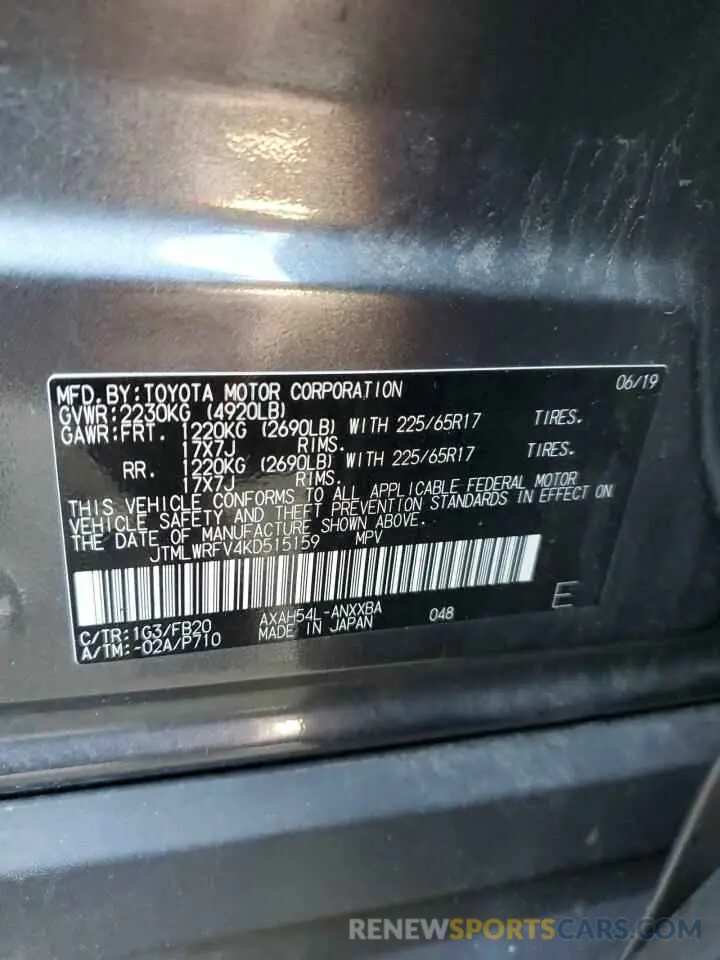 MFD. BY: TOYOTA MOTOR CORPORATION 06/19
GVWR: 2230KG (4920LB)
GAWR: FRT. 1220KG (2690LB) WITH 225/65R17 TIRES.
17X7J RIMS.
RR. 1220KG (2690LB) WITH 225/65R17 TIRES.
17X7J RIMS.
THIS VEHICLE CONFORMS TO ALL APPLICABLE FEDERAL MOTOR
VEHICLE SAFETY AND THEFT PREVENTION STANDARDS IN EFFECT ON
THE DATE OF MANUFACTURE SHOWN ABOVE.
JTMLWRFV4KD515159 MPV
E
C/TR: 1G3/FB20 AXAH54L-ANXXBA 048
A/TM: -02A/P710 MADE IN JAPAN
RENEWSPORTSCARS.COM